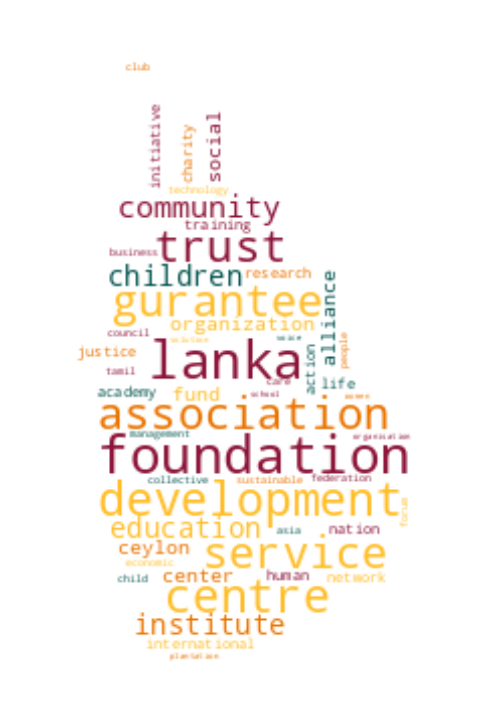 club
initiative charity social
technology
community
training
business trust
children research
gurantee alliance
organization
council voice people
justice lanka action
tamil care life
academy fund school women
association
management organisation
foundation
collective sustainable federation
development forum
education asia nation
ceylon service
economic
child center human network
centre
institute
international
plantation